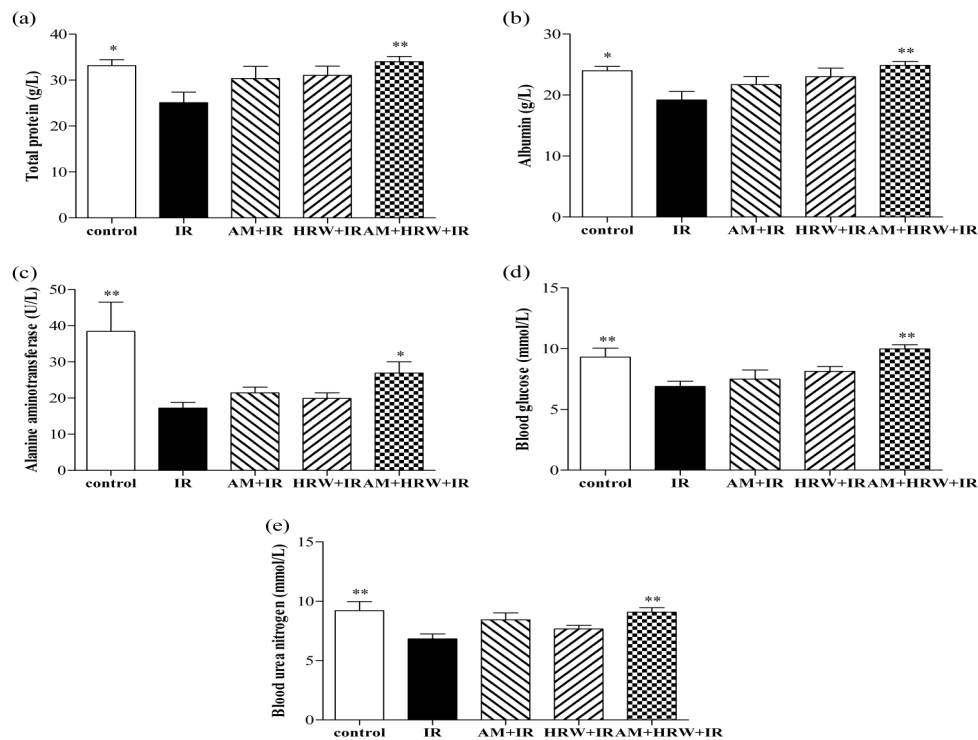 (a)
Total protein (g/L)
40
30
20
10
0
*
**
control IR AM+IR HRW+IR AM+HRW+IR
(b)
Albumin (g/L)
30
20
10
0
*
**
control IR AM+IR HRW+IR AM+HRW+IR
(c)
Alanine aminotransferase (U/L)
50
40
30
20
10
0
**
*
control IR AM+IR HRW+IR AM+HRW+IR
(d)
Blood glucose (mmol/L)
15
10
5
0
**
**
control IR AM+IR HRW+IR AM+HRW+IR
(e)
Blood urea nitrogen (mmol/L)
15
10
5
0
**
**
control IR AM+IR HRW+IR AM+HRW+IR